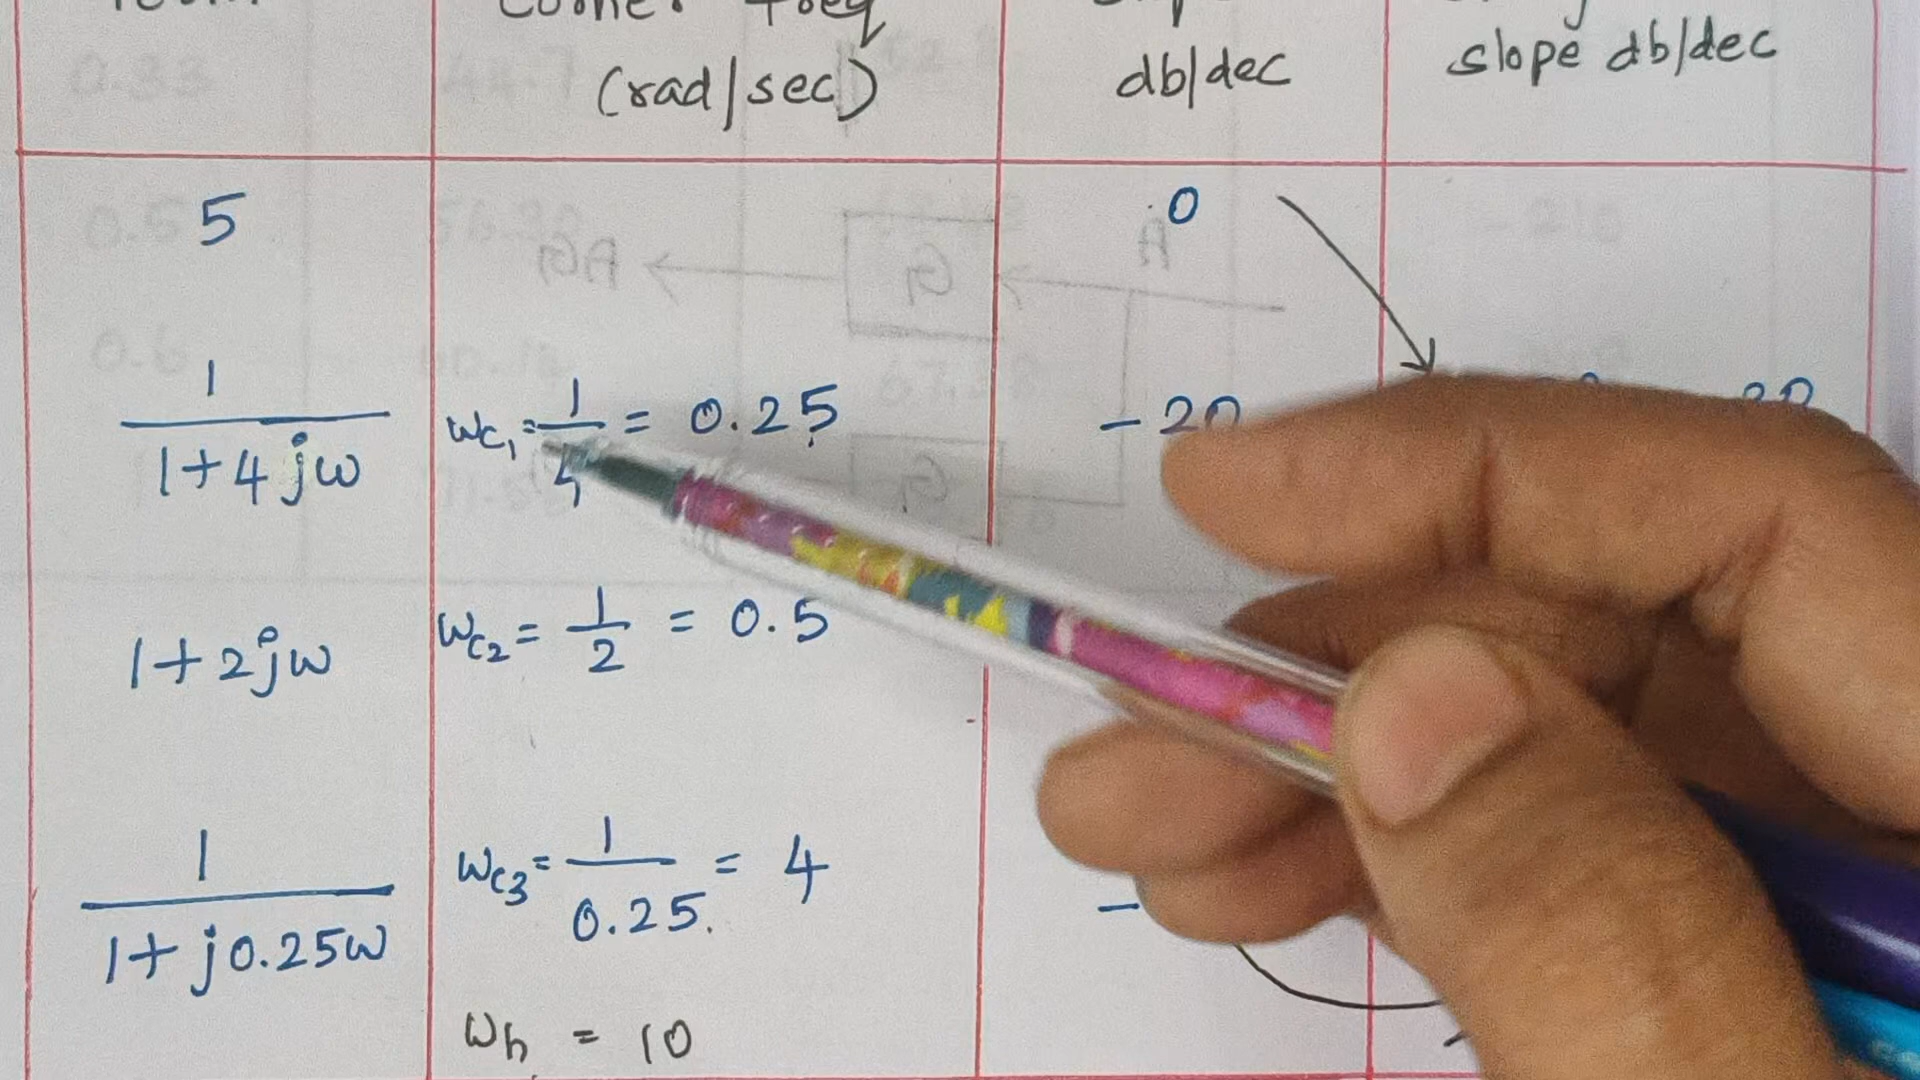 (rad/sec) db/dec slope db/dec
5 0
1/(1+4jω) ωc1 = 1/4 = 0.25 -20
1+2jω ωc2 = 1/2 = 0.5
1/(1+j0.25ω) ωc3 = 1/0.25 = 4 -
ωh = 10